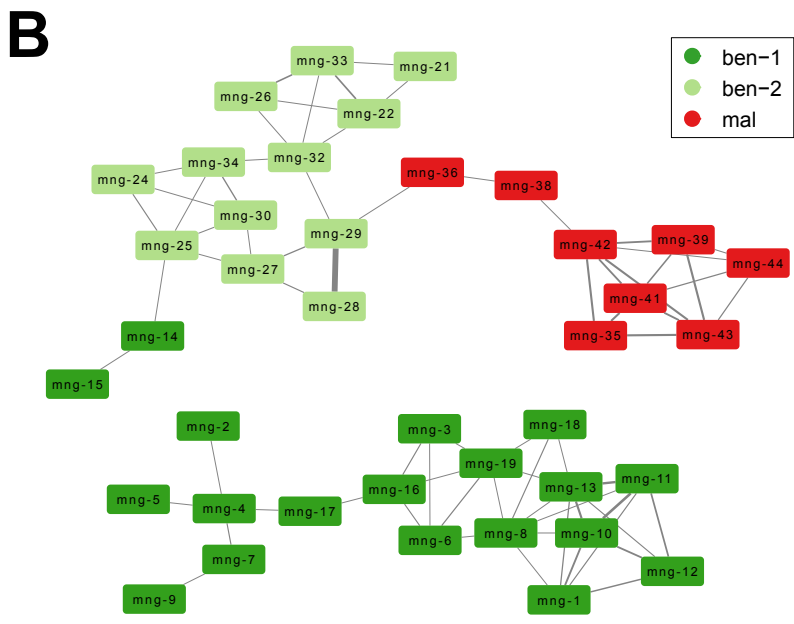 B
ben−1
ben−2
mal
mng-33
mng-21
mng-26
mng-22
mng-32
mng-34
mng-24
mng-36
mng-38
mng-30
mng-29
mng-25
mng-42
mng-39
mng-44
mng-27
mng-41
mng-28
mng-14
mng-35
mng-43
mng-15
mng-2
mng-3
mng-18
mng-19
mng-5
mng-4
mng-17
mng-16
mng-13
mng-11
mng-6
mng-8
mng-10
mng-7
mng-12
mng-9
mng-1